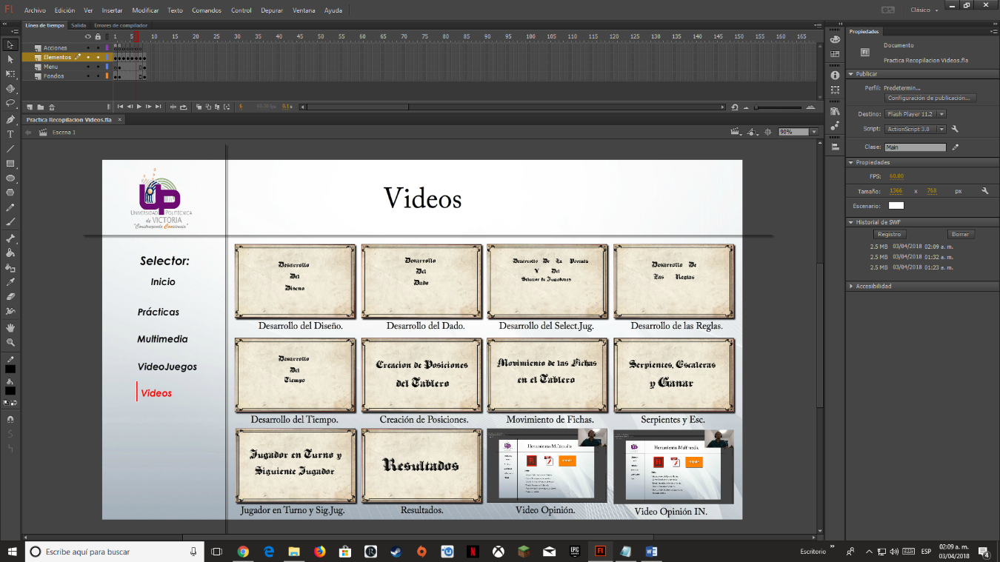 Fl Archivo Edición Ver Insertar Modificar Texto Comandos Control Depurar Ventana Ayuda Clásico
Línea de tiempo Salida Errores de compilador
1 5 10 15 20 25 30 35 40 45 50 55 60 65 70 75 80 85 90 95 100 105 110 115 120 125 130 135 140 145 150 155 160 165
Acciones
Elementos
Menu
Fondos
6 60.00 fps 0.1 s
Practica Recopilacion Videos.fla ×
Escena 1
90%
UP
UNIVERSIDAD POLITÉCNICA
de VICTORIA
"Construyendo Conciencia"
Videos
Selector:
Inicio
Prácticas
Multimedia
VideoJuegos
Videos
Desarrollo
Del
Diseno
Desarrollo del Diseño.
Desarrollo
Del
Dado
Desarrollo del Dado.
Desarrollo De La Portada
Y Del
Selector de Jugadores
Desarrollo del Select.Jug.
Desarrollo De
Las Reglas
Desarrollo de las Reglas.
Desarrollo
Del
Tiempo
Desarrollo del Tiempo.
Creacion de Posiciones
del Tablero
Creación de Posiciones.
Movimiento de las Fichas
en el Tablero
Movimiento de Fichas.
Serpientes, Escaleras
y Ganar
Serpientes y Esc.
Jugador en Turno y
Siguiente Jugador
Jugador en Turno y Sig.Jug.
Resultados
Resultados.
Herramientas Multimedia
Video Opinión.
Herramientas Multimedia
Video Opinión IN.
Propiedades
Fl
Documento
Practica Recopilacion Videos.fla
Publicar
Perfil: Predetermin...
Configuración de publicación...
Destino: Flash Player 11.2
Script: ActionScript 3.0
Clase: Main
Propiedades
FPS: 60.00
Tamaño: 1366 x 768 px
Escenario:
Historial de SWF
Registro Borrar
2.5 MB 03/04/2018 02:09 a. m.
2.5 MB 03/04/2018 01:32 a. m.
2.5 MB 03/04/2018 01:23 a. m.
Accesibilidad
Escribe aquí para buscar
EPIC
GAMES
Fl
Escritorio
ESP
02:09 a. m.
03/04/2018
4